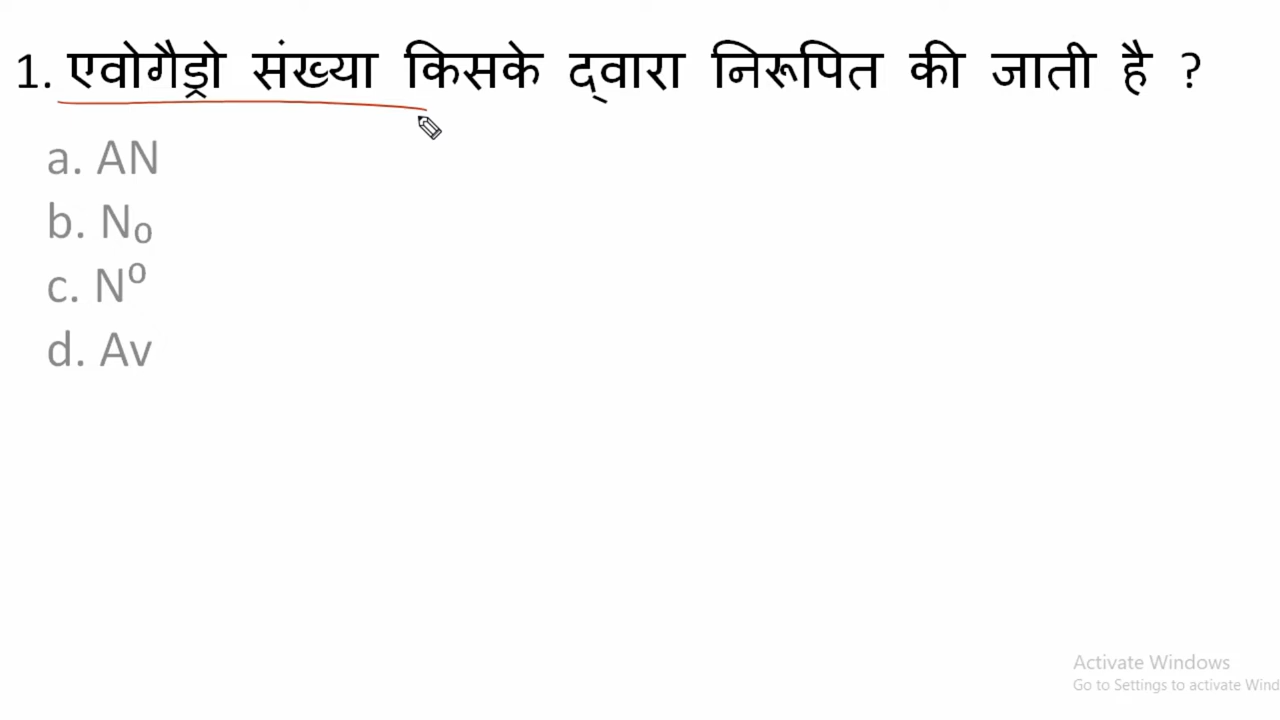 1. एवोगैड्रो संख्या किसके द्वारा निरूपित की जाती है ?
a. AN
b. N₀
c. N⁰
d. Av
Activate Windows
Go to Settings to activate Wind